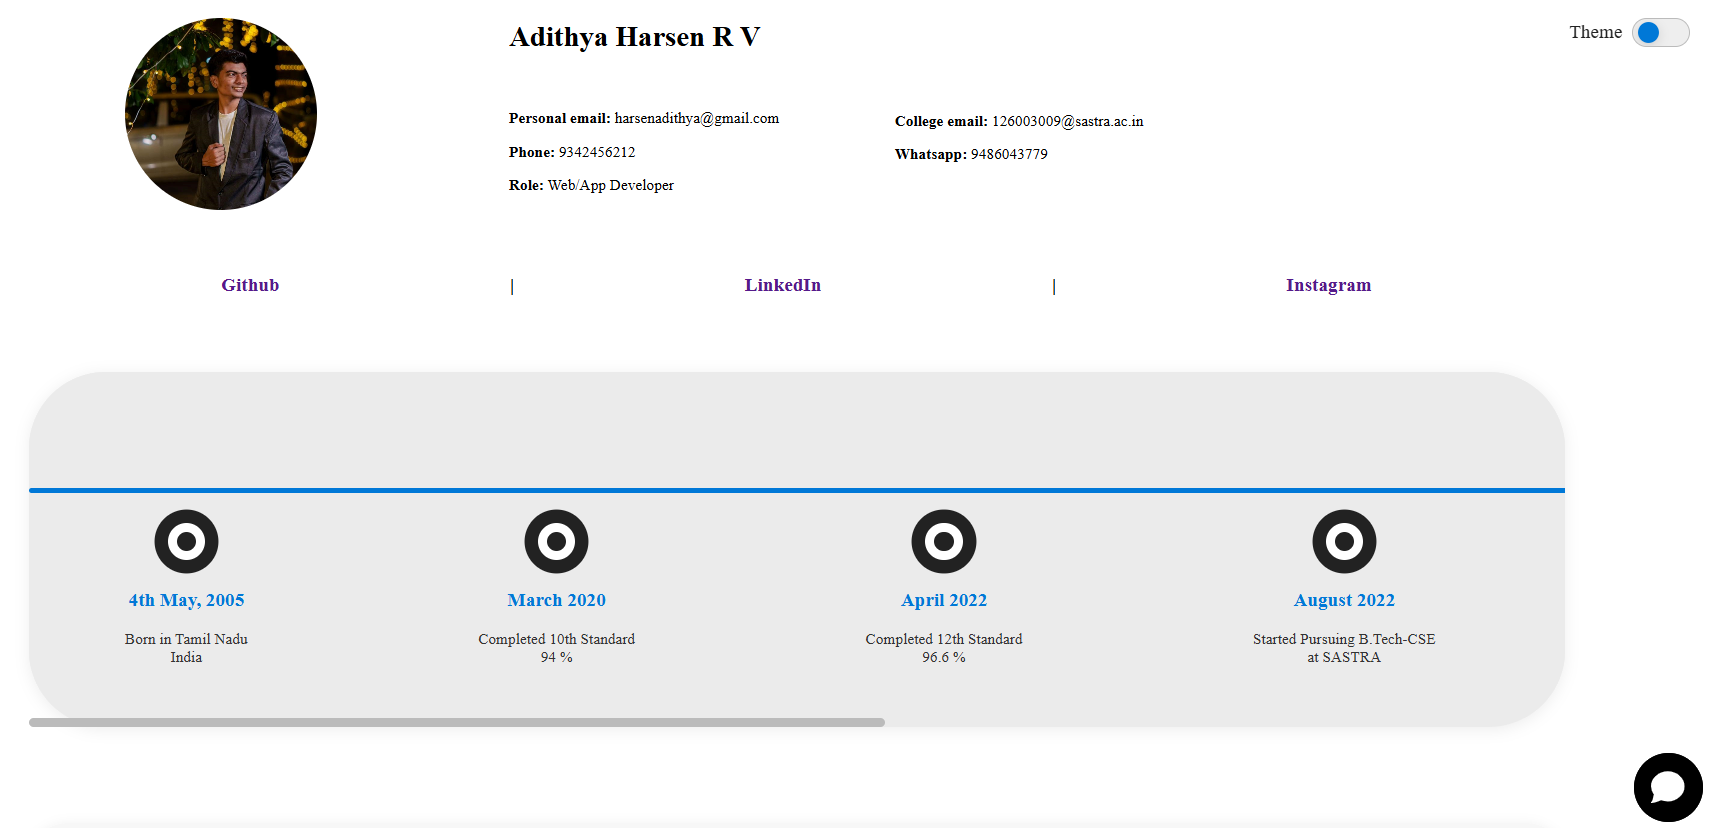 Adithya Harsen R V
Theme
Personal email: harsenadithya@gmail.com
College email: 126003009@sastra.ac.in
Phone: 9342456212
Whatsapp: 9486043779
Role: Web/App Developer
Github | LinkedIn | Instagram
4th May, 2005
Born in Tamil Nadu
India
March 2020
Completed 10th Standard
94 %
April 2022
Completed 12th Standard
96.6 %
August 2022
Started Pursuing B.Tech-CSE
at SASTRA